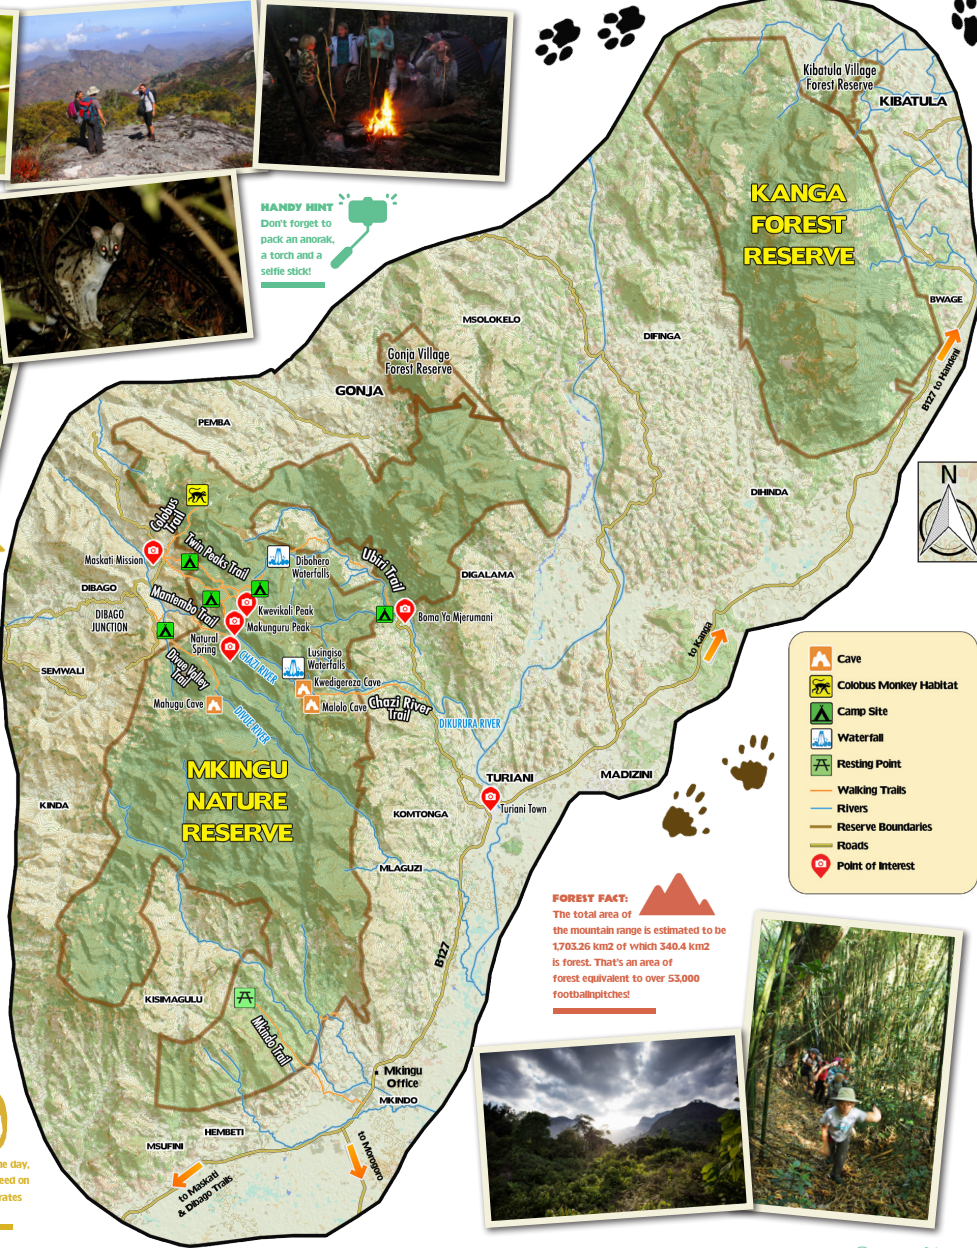 HANDY HINT
Don't forget to
pack an anorak,
a torch and a
selfie stick!
Kibatula Village
Forest Reserve
KIBATULA
KANGA
FOREST
RESERVE
BWAGE
B127 to Handeni
MSOLOKELO
DIFINGA
Gonja Village
Forest Reserve
GONJA
PEMBA
N
DIHINDA
Colobus
Trail
Maskati Mission
Twin Peaks Trail
Dibohero
Waterfalls
Ubiri Trail
DIGALAMA
DIBAGO
Mantembo Trail
Kwevikoli Peak
Boma Ya Mjerumani
DIBAGO
JUNCTION
Makunguru Peak
Natural
Spring
to Kanga
CHAZI RIVER
Lusingiso
Waterfalls
SEMWALI
Divue Valley
Trail
Kwedigereza Cave
Mahugu Cave
Malolo Cave
Chazi River
Trail
DIVUE RIVER
DIKURURA RIVER
Cave
Colobus Monkey Habitat
Camp Site
Waterfall
Resting Point
Walking Trails
Rivers
Reserve Boundaries
Roads
Point of Interest
MKINGU
NATURE
RESERVE
TURIANI
MADIZINI
Turiani Town
KINDA
KOMTONGA
MLAGUZI
B127
FOREST FACT:
The total area of
the mountain range is estimated to be
1,703.26 km2 of which 340.4 km2
is forest. That's an area of
forest equivalent to over 53,000
footballnpitches!
KISIMAGULU
Mkindo Trail
Mkingu
Office
MKINDO
HEMBETI
MSUFINI
to Morogoro
to Maskati
& Dibago Trails